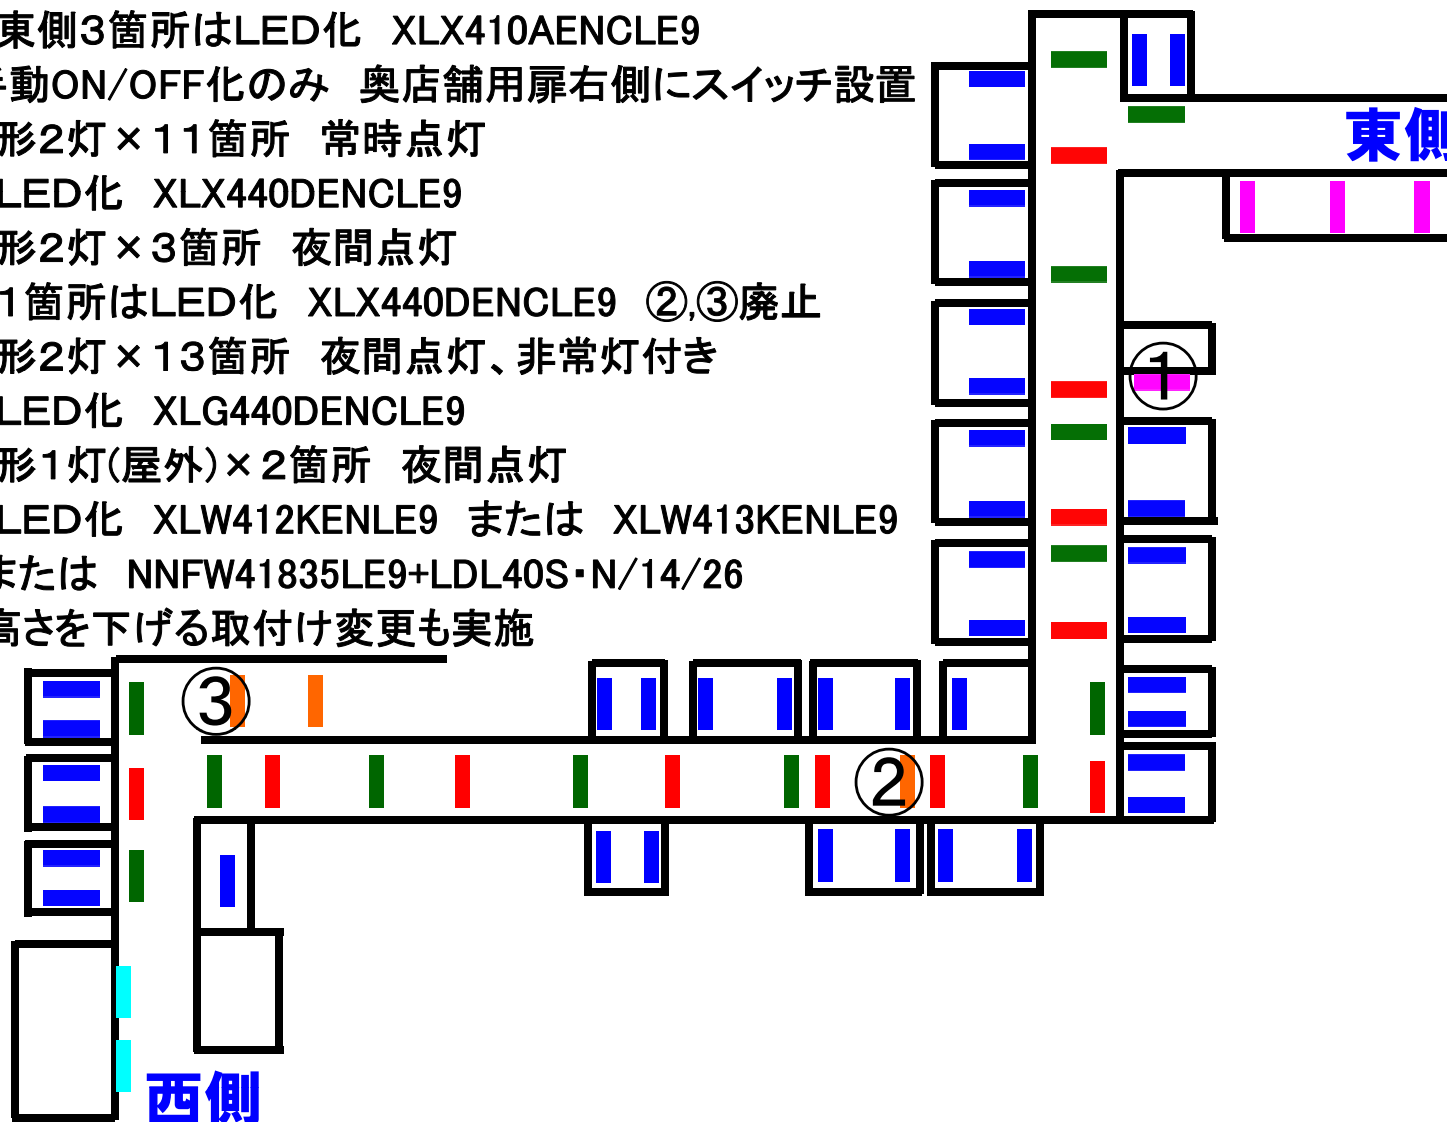 東側３箇所はＬＥＤ化　XLX410AENCLE9
手動ON/OFF化のみ　奥店舗用扉右側にスイッチ設置
形２灯×１１箇所　常時点灯
ＬＥＤ化　XLX440DENCLE9
形２灯×３箇所　夜間点灯
１箇所はＬＥＤ化　XLX440DENCLE9　②,③廃止
形２灯×１３箇所　夜間点灯、非常灯付き
ＬＥＤ化　XLG440DENCLE9
形１灯(屋外)×２箇所　夜間点灯
ＬＥＤ化　XLW412KENLE9　または　XLW413KENLE9
または　NNFW41835LE9+LDL40S・N/14/26
高さを下げる取付け変更も実施
東側
①
③
②
西側